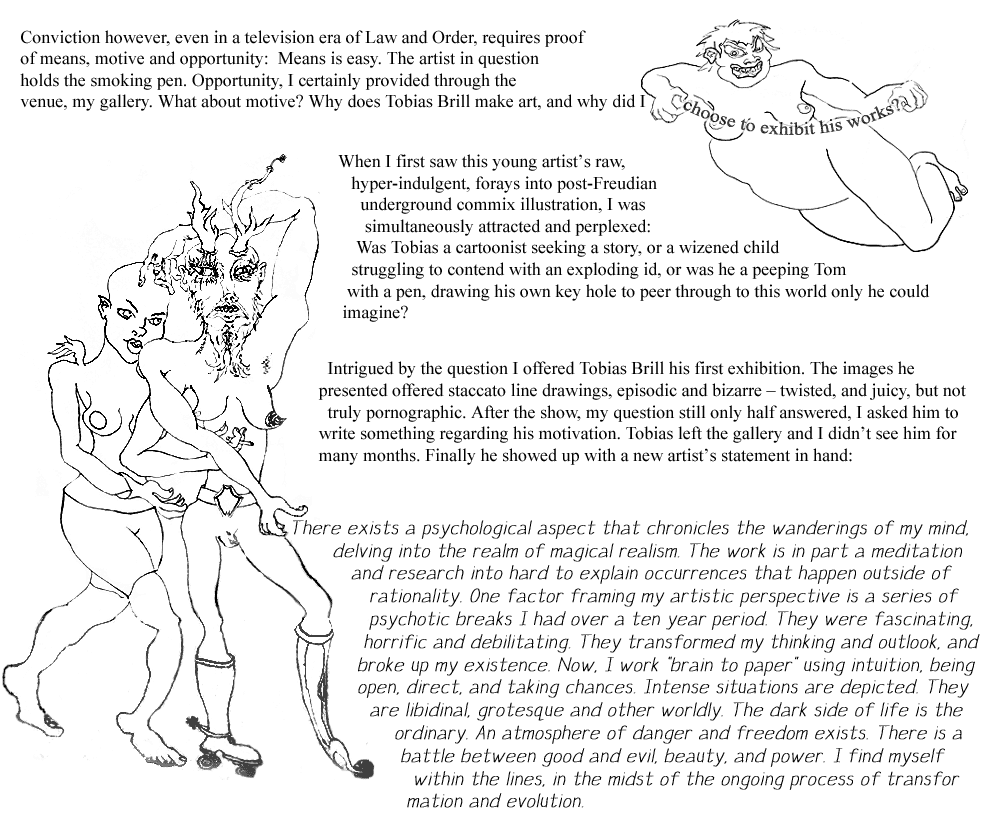 Conviction however, even in a television era of Law and Order, requires proof
of means, motive and opportunity:  Means is easy. The artist in question
holds the smoking pen. Opportunity, I certainly provided through the
venue, my gallery. What about motive? Why does Tobias Brill make art, and why did I
choose to exhibit his works?
When I first saw this young artist's raw,
hyper-indulgent, forays into post-Freudian
underground commix illustration, I was
simultaneously attracted and perplexed:
Was Tobias a cartoonist seeking a story, or a wizened child
struggling to contend with an exploding id, or was he a peeping Tom
with a pen, drawing his own key hole to peer through to this world only he could
imagine?
Intrigued by the question I offered Tobias Brill his first exhibition. The images he
presented offered staccato line drawings, episodic and bizarre – twisted, and juicy, but not
truly pornographic. After the show, my question still only half answered, I asked him to
write something regarding his motivation. Tobias left the gallery and I didn't see him for
many months. Finally he showed up with a new artist's statement in hand:
There exists a psychological aspect that chronicles the wanderings of my mind,
delving into the realm of magical realism. The work is in part a meditation
and research into hard to explain occurrences that happen outside of
rationality. One factor framing my artistic perspective is a series of
psychotic breaks I had over a ten year period. They were fascinating,
horrific and debilitating. They transformed my thinking and outlook, and
broke up my existence. Now, I work "brain to paper" using intuition, being
open, direct, and taking chances. Intense situations are depicted. They
are libidinal, grotesque and other worldly. The dark side of life is the
ordinary. An atmosphere of danger and freedom exists. There is a
battle between good and evil, beauty, and power. I find myself
within the lines, in the midst of the ongoing process of transfor
mation and evolution.